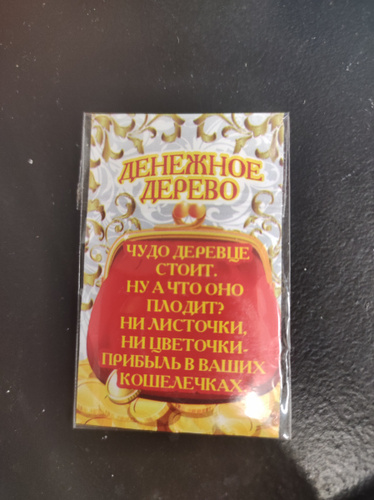 ДЕНЕЖНОЕ
ДЕРЕВО
ЧУДО ДЕРЕВЦЕ
СТОИТ.
НУ А ЧТО ОНО
ПЛОДИТ?
НИ ЛИСТОЧКИ,
НИ ЦВЕТОЧКИ-
ПРИБЫЛЬ В ВАШИХ
КОШЕЛЕЧКАХ.